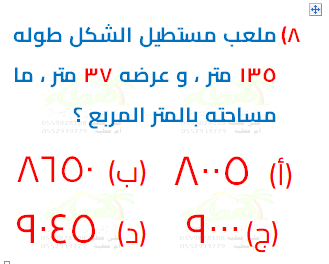 ٨) ملعب مستطيل الشكل طوله
١٣٥ متر ، و عرضه ٣٧ متر ، ما
مساحته بالمتر المربع ؟
(أ) ٨٠٠٥ (ب) ٨٦٥٠
(ج) ٩٠٠٠ (د) ٩٠٤٥